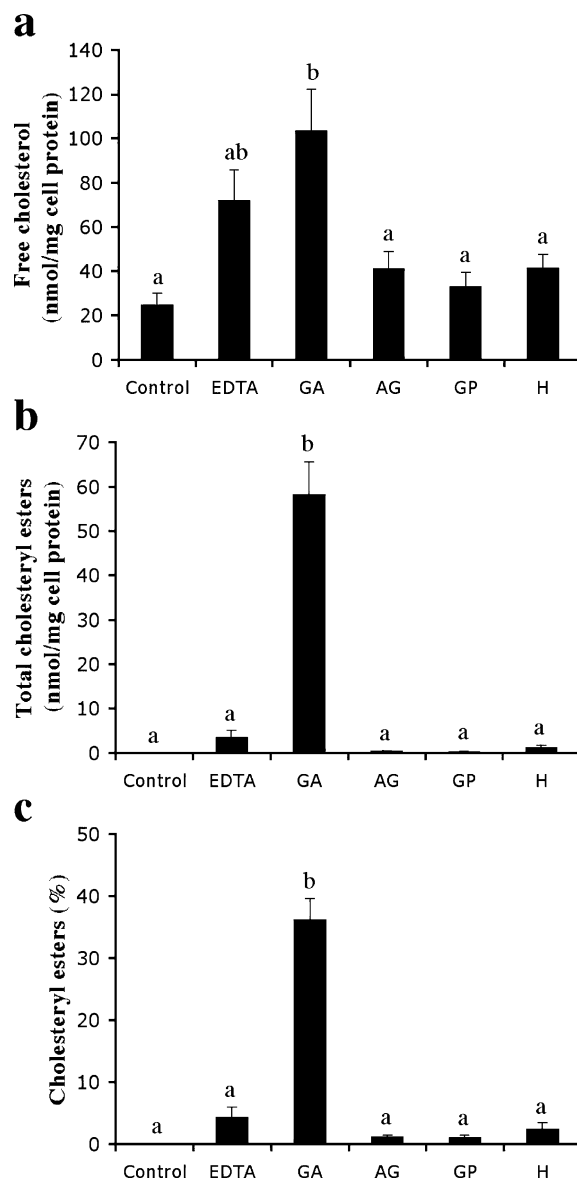 a
Free cholesterol
(nmol/mg cell protein)
140
120
100
80
60
40
20
0
a
ab
b
a
a
a
Control EDTA GA AG GP H
b
Total cholesteryl esters
(nmol/mg cell protein)
70
60
50
40
30
20
10
0
a
a
b
a
a
a
Control EDTA GA AG GP H
c
Cholesteryl esters (%)
50
40
30
20
10
0
a
a
b
a
a
a
Control EDTA GA AG GP H